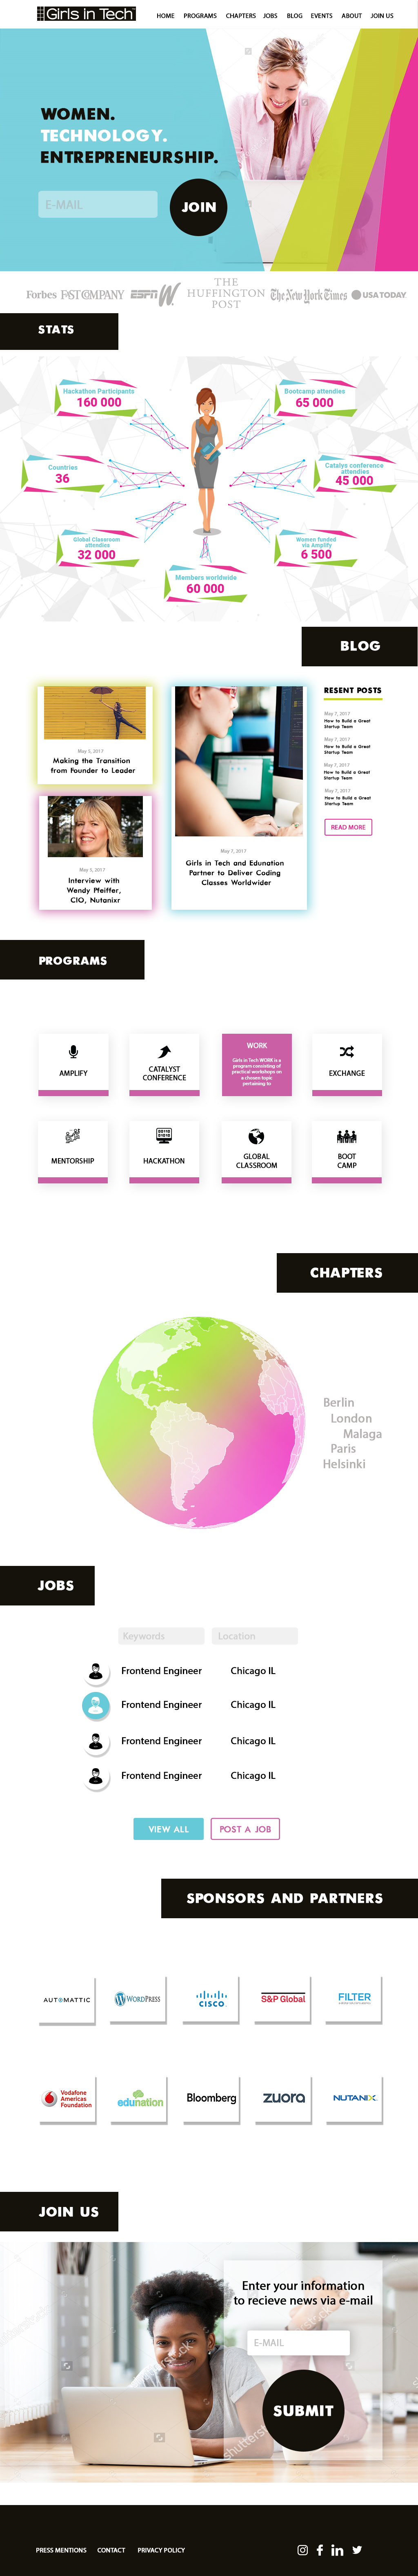 Girls in Tech
HOME PROGRAMS CHAPTERS JOBS BLOG EVENTS ABOUT JOIN US
WOMEN.
TECHNOLOGY.
ENTREPRENEURSHIP.
E-MAIL
JOIN
Forbes FAST COMPANY ESPN W THE HUFFINGTON POST The New York Times USA TODAY
STATS
Hackathon Participants
160 000
Bootcamp attendies
65 000
Countries
36
Catalys conference
attendies
45 000
Global Classroom
attendies
32 000
Women funded
via Amplify
6 500
Members worldwide
60 000
BLOG
May 5, 2017
Making the Transition
from Founder to Leader
May 5, 2017
Interview with
Wendy Pfeiffer,
CIO, Nutanixr
May 7, 2017
Girls in Tech and Edunation
Partner to Deliver Coding
Classes Worldwider
RESENT POSTS
May 7, 2017
How to Build a Great
Startup Team
May 7, 2017
How to Build a Great
Startup Team
May 7, 2017
How to Build a Great
Startup Team
May 7, 2017
How to Build a Great
Startup Team
READ MORE
PROGRAMS
AMPLIFY
CATALYST
CONFERENCE
WORK
Girls in Tech WORK is a
program consisting of
practical workshops on
a chosen topic
pertaining to
EXCHANGE
MENTORSHIP
HACKATHON
GLOBAL
CLASSROOM
BOOT
CAMP
CHAPTERS
Berlin
London
Malaga
Paris
Helsinki
JOBS
Keywords Location
Frontend Engineer Chicago IL
Frontend Engineer Chicago IL
Frontend Engineer Chicago IL
Frontend Engineer Chicago IL
VIEW ALL POST A JOB
SPONSORS AND PARTNERS
AUTOMATTIC
WORDPRESS
CISCO
S&P Global
FILTER
Vodafone
Americas
Foundation
edunation
Bloomberg
zuora
NUTANIX
JOIN US
Enter your information
to recieve news via e-mail
E-MAIL
SUBMIT
shutterstock
PRESS MENTIONS CONTACT PRIVACY POLICY